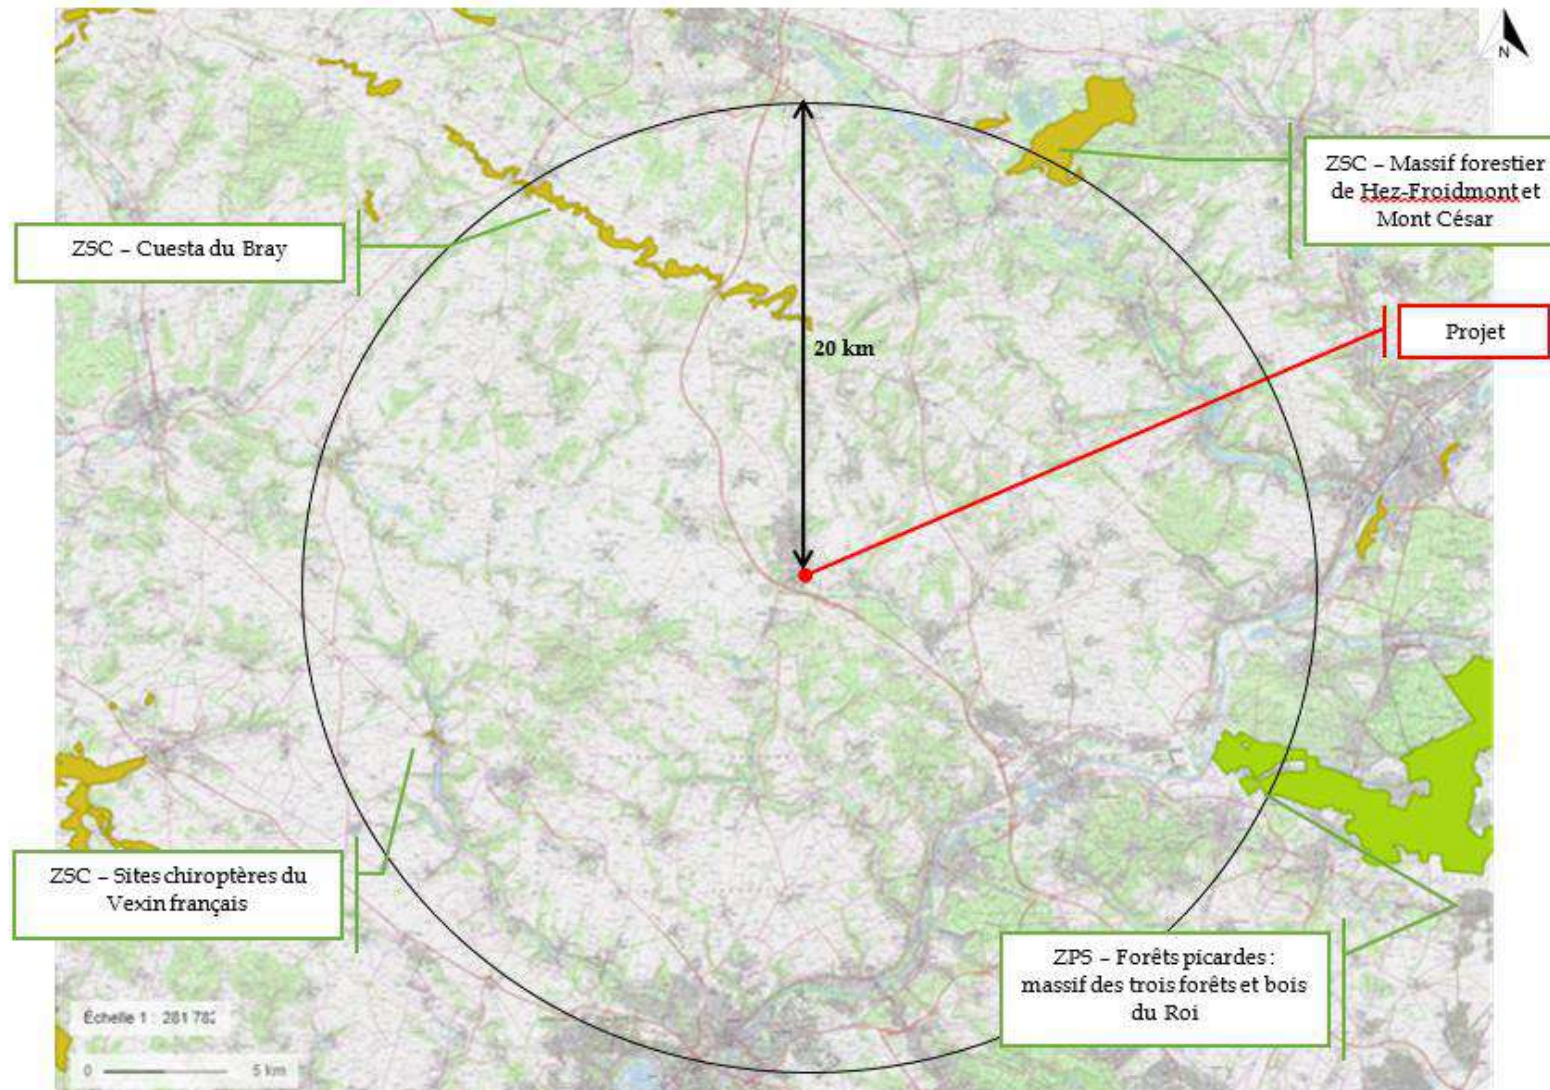 N
ZSC – Massif forestier
de Hez-Froidmont et
Mont César
ZSC – Cuesta du Bray
Projet
20 km
ZSC – Sites chiroptères du
Vexin français
ZPS – Forêts picardes :
massif des trois forêts et bois
du Roi
Échelle 1 : 281 782
0 5 km